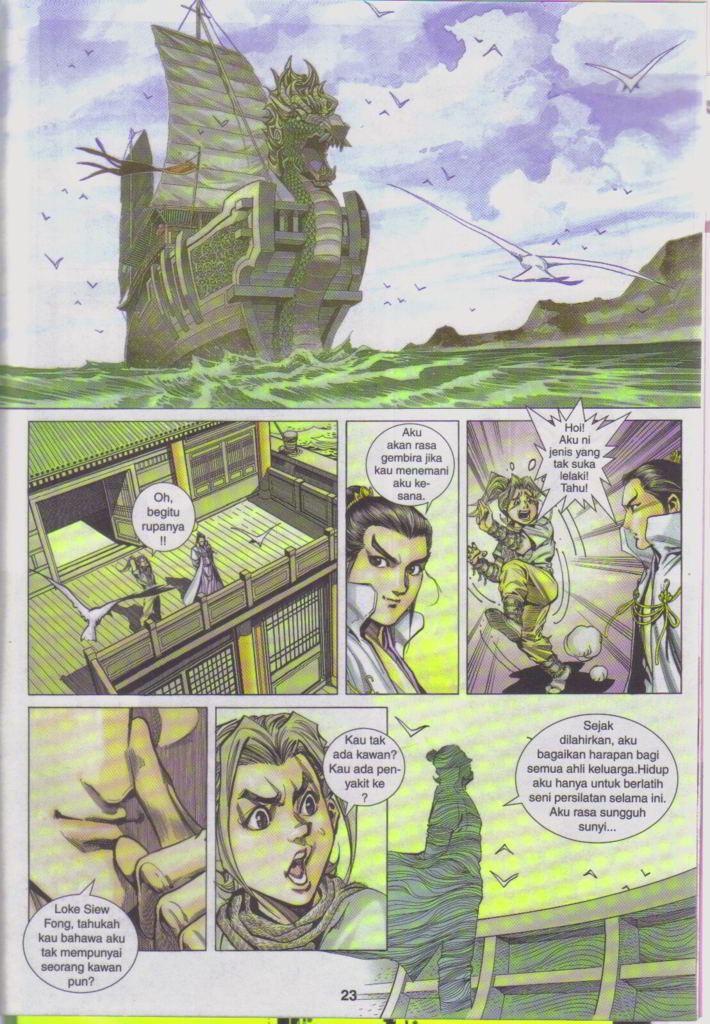 Oh,
begitu
rupanya
!!
Aku
akan rasa
gembira jika
kau menemani
aku ke-
sana.
Hoi!
Aku ni
jenis yang
tak suka
lelaki!
Tahu!
Loke Siew
Fong, tahukah
kau bahawa aku
tak mempunyai
seorang kawan
pun?
Kau tak
ada kawan?
Kau ada pen-
yakit ke
?
Sejak
dilahirkan, aku
bagaikan harapan bagi
semua ahli keluarga.Hidup
aku hanya untuk berlatih
seni persilatan selama ini.
Aku rasa sungguh
sunyi...
23